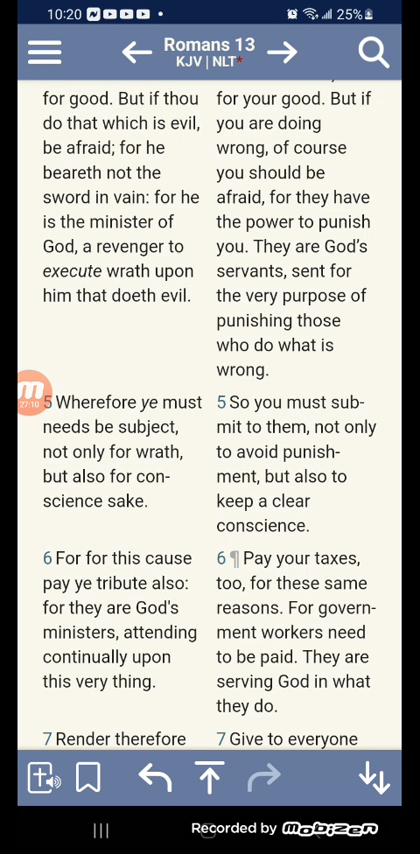 10:20 25%
Romans 13
KJV | NLT*
for good. But if thou
do that which is evil,
be afraid; for he
beareth not the
sword in vain: for he
is the minister of
God, a revenger to
execute wrath upon
him that doeth evil.
for your good. But if
you are doing
wrong, of course
you should be
afraid, for they have
the power to punish
you. They are God’s
servants, sent for
the very purpose of
punishing those
who do what is
wrong.
27:10
5 Wherefore ye must
needs be subject,
not only for wrath,
but also for con-
science sake.
5 So you must sub-
mit to them, not only
to avoid punish-
ment, but also to
keep a clear
conscience.
6 For for this cause
pay ye tribute also:
for they are God's
ministers, attending
continually upon
this very thing.
6 ¶ Pay your taxes,
too, for these same
reasons. For govern-
ment workers need
to be paid. They are
serving God in what
they do.
7 Render therefore
7 Give to everyone
Recorded by Mobizen